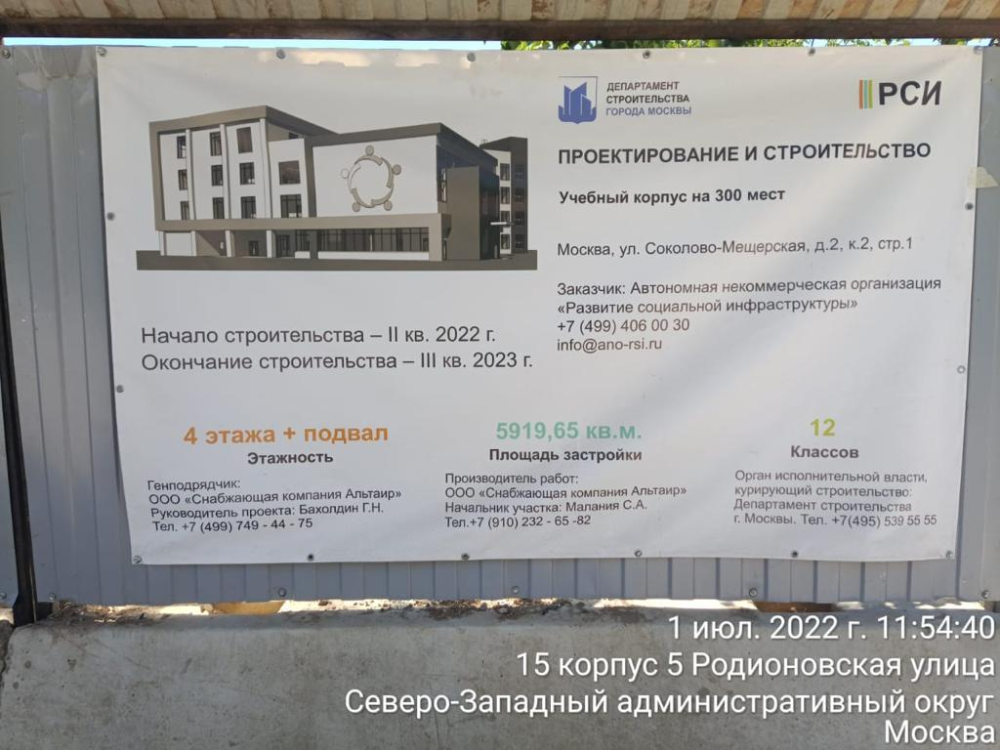 ДЕПАРТАМЕНТ
СТРОИТЕЛЬСТВА
ГОРОДА МОСКВЫ
РСИ
ПРОЕКТИРОВАНИЕ И СТРОИТЕЛЬСТВО
Учебный корпус на 300 мест
Москва, ул. Соколово-Мещерская, д.2, к.2, стр.1
Заказчик: Автономная некоммерческая организация
«Развитие социальной инфраструктуры»
+7 (499) 406 00 30
info@ano-rsi.ru
Начало строительства – II кв. 2022 г.
Окончание строительства – III кв. 2023 г.
4 этажа + подвал
Этажность
Генподрядчик:
ООО «Снабжающая компания Альтаир»
Руководитель проекта: Бахолдин Г.Н.
Тел. +7 (499) 749 - 44 - 75
5919,65 кв.м.
Площадь застройки
Производитель работ:
ООО «Снабжающая компания Альтаир»
Начальник участка: Малания С.А.
Тел.+7 (910) 232 - 65 -82
12
Классов
Орган исполнительной власти,
курирующий строительство:
Департамент строительства
г. Москвы. Тел. +7(495) 539 55 55
1 июл. 2022 г. 11:54:40
15 корпус 5 Родионовская улица
Северо-Западный административный округ
Москва